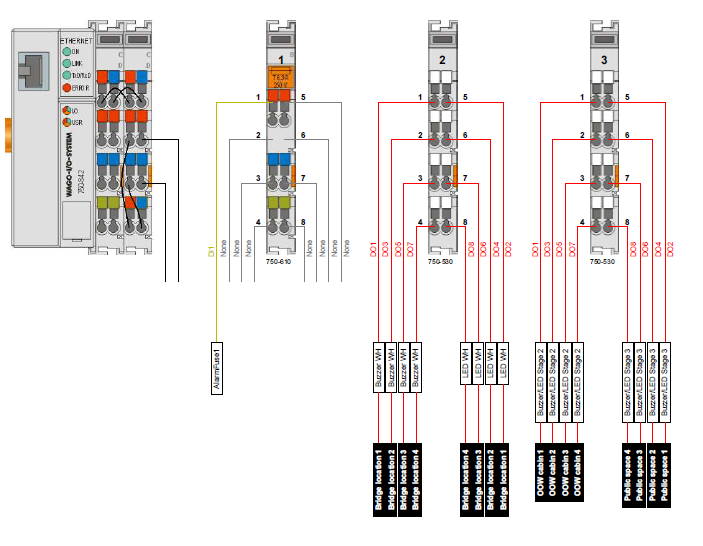 ETHERNET
ON
LINK
TxD/RxD
ERROR
I/O
USR
WAGO-I/O-SYSTEM
750-842
C
D
C
D
1
2
3
B
1
5
2
6
3
7
4
8
750-610
1
5
2
6
3
7
4
8
750-530
1
5
2
6
3
7
4
8
750-530
DI1
None
None
None
None
None
None
None
DO1
DO3
DO5
DO7
DO8
DO6
DO4
DO2
DO1
DO3
DO5
DO7
DO8
DO6
DO4
DO2
AlarmFuse1
Buzzer WH
Buzzer WH
Buzzer WH
Buzzer WH
LED WH
LED WH
LED WH
LED WH
Buzzer/LED Stage 2
Buzzer/LED Stage 2
Buzzer/LED Stage 2
Buzzer/LED Stage 2
Buzzer/LED Stage 3
Buzzer/LED Stage 3
Buzzer/LED Stage 3
Buzzer/LED Stage 3
Bridge location 1
Bridge location 2
Bridge location 3
Bridge location 4
Bridge location 4
Bridge location 3
Bridge location 2
Bridge location 1
OOW cabin 1
OOW cabin 2
OOW cabin 3
OOW cabin 4
Public space 4
Public space 3
Public space 2
Public space 1